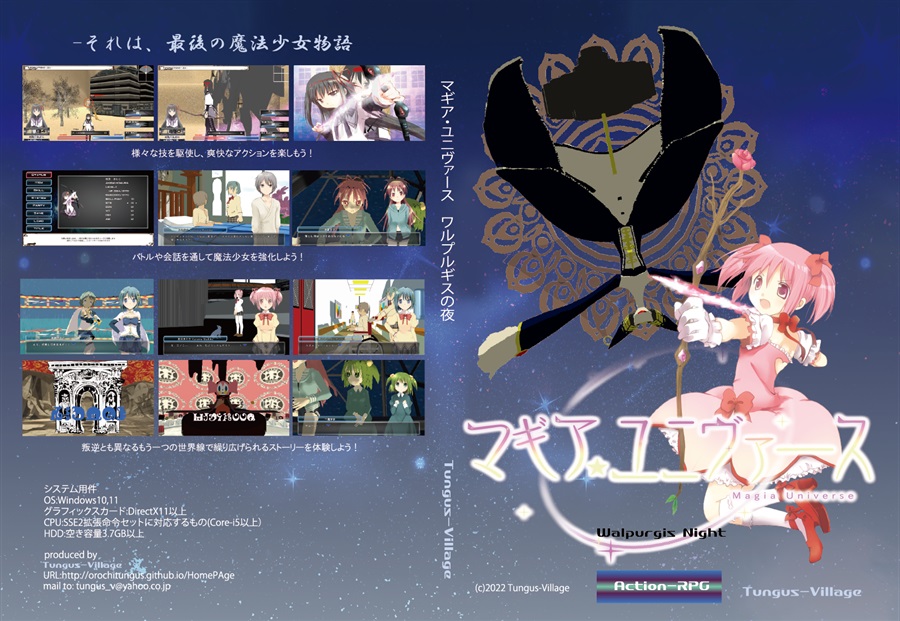 －それは、最後の魔法少女物語
様々な技を駆使し、爽快なアクションを楽しもう！
バトルや会話を通して魔法少女を強化しよう！
叛逆とも異なるもう一つの世界線で繰り広げられるストーリーを体験しよう！
システム用件
OS:Windows10,11
グラフィックスカード:DirectX11以上
CPU:SSE2拡張命令セットに対応するもの(Core-i5以上）
HDD:空き容量3.7GB以上
produced by
Tungus-Village
URL:http://orochitungus.github.io/HomePAge
mail to: tungus_v@yahoo.co.jp
マギア・ユニヴァース　ワルプルギスの夜
Tungus-Village
マギア★ユニヴァース
Magia Universe
Walpurgis Night
(c)2022 Tungus-Village
Action-RPG
Tungus-Village